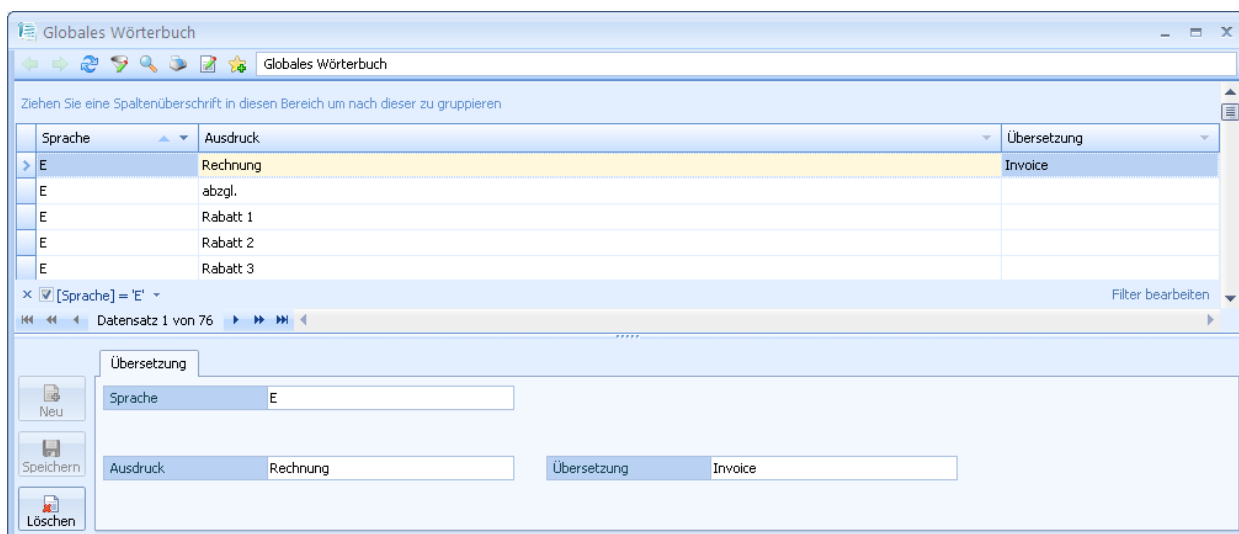 Globales Wörterbuch
Globales Wörterbuch
Ziehen Sie eine Spaltenüberschrift in diesen Bereich um nach dieser zu gruppieren
Sprache Ausdruck Übersetzung
E Rechnung Invoice
E abzgl.
E Rabatt 1
E Rabatt 2
E Rabatt 3
[Sprache] = 'E' Filter bearbeiten
Datensatz 1 von 76
Übersetzung
Neu
Sprache E
Speichern
Ausdruck Rechnung Übersetzung Invoice
Löschen